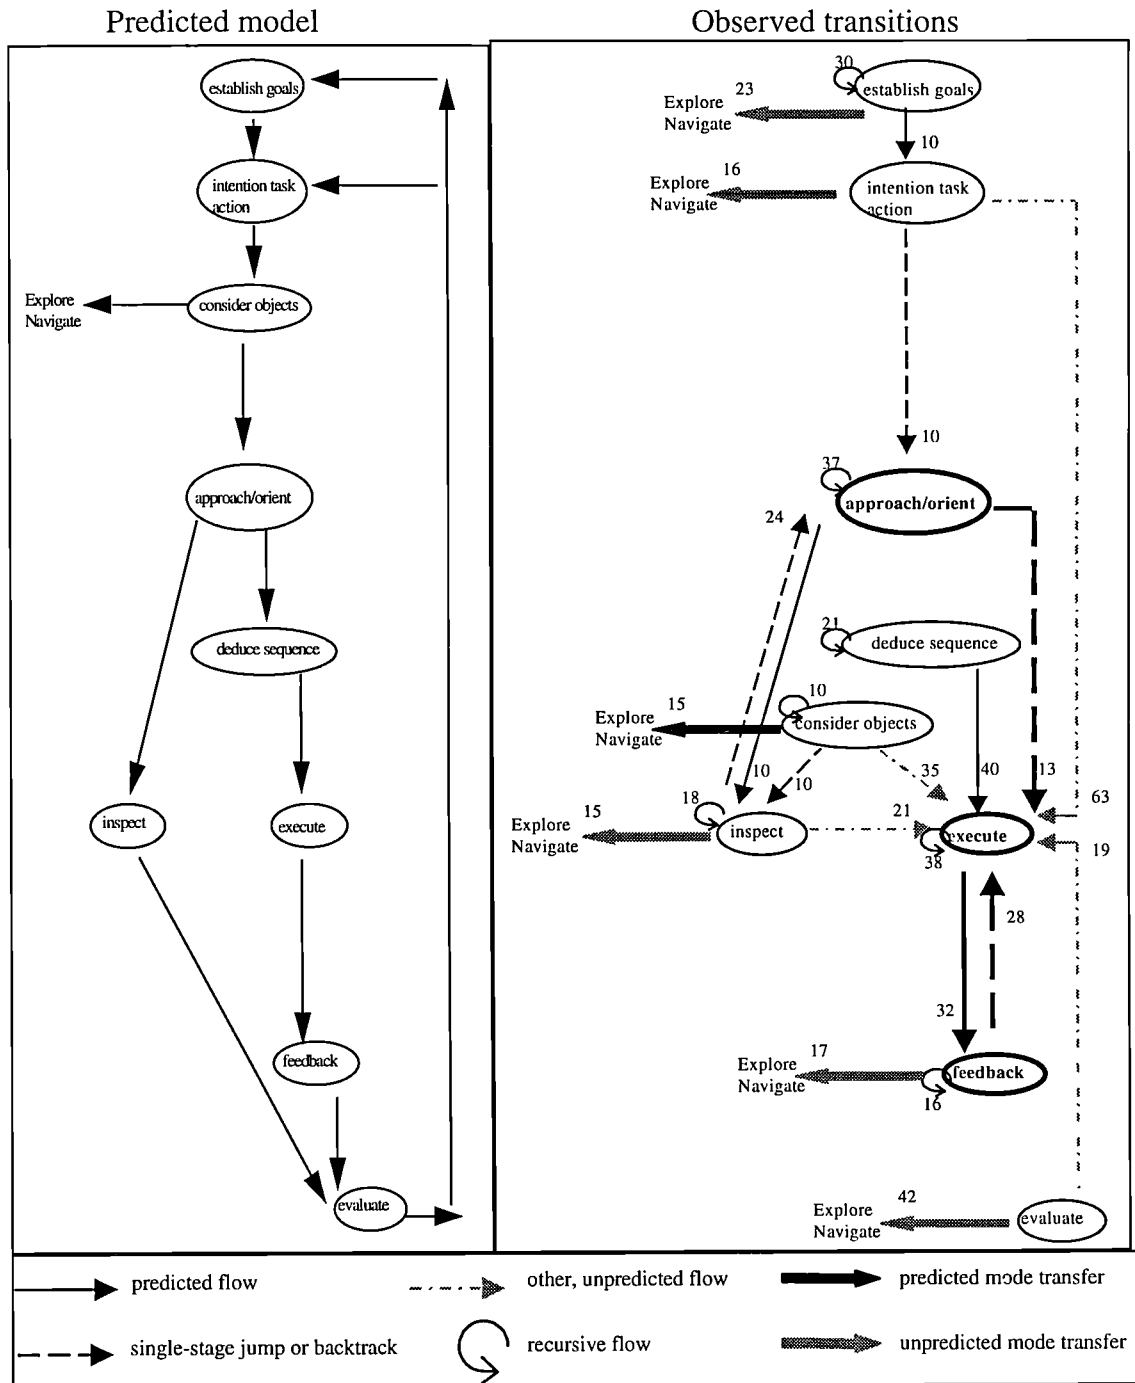 Predicted model
establish goals
intention task
action
Explore
Navigate
consider objects
approach/orient
deduce sequence
inspect
execute
feedback
evaluate
Observed transitions
30
establish goals
23
Explore
Navigate
10
16
Explore
Navigate
intention task
action
10
37
approach/orient
24
21
deduce sequence
10
15
Explore
Navigate
consider objects
10
10
35
40
13
63
18
15
Explore
Navigate
inspect
21
execute
38
19
28
32
17
Explore
Navigate
feedback
16
42
Explore
Navigate
evaluate
predicted flow
other, unpredicted flow
predicted mode transfer
single-stage jump or backtrack
recursive flow
unpredicted mode transfer